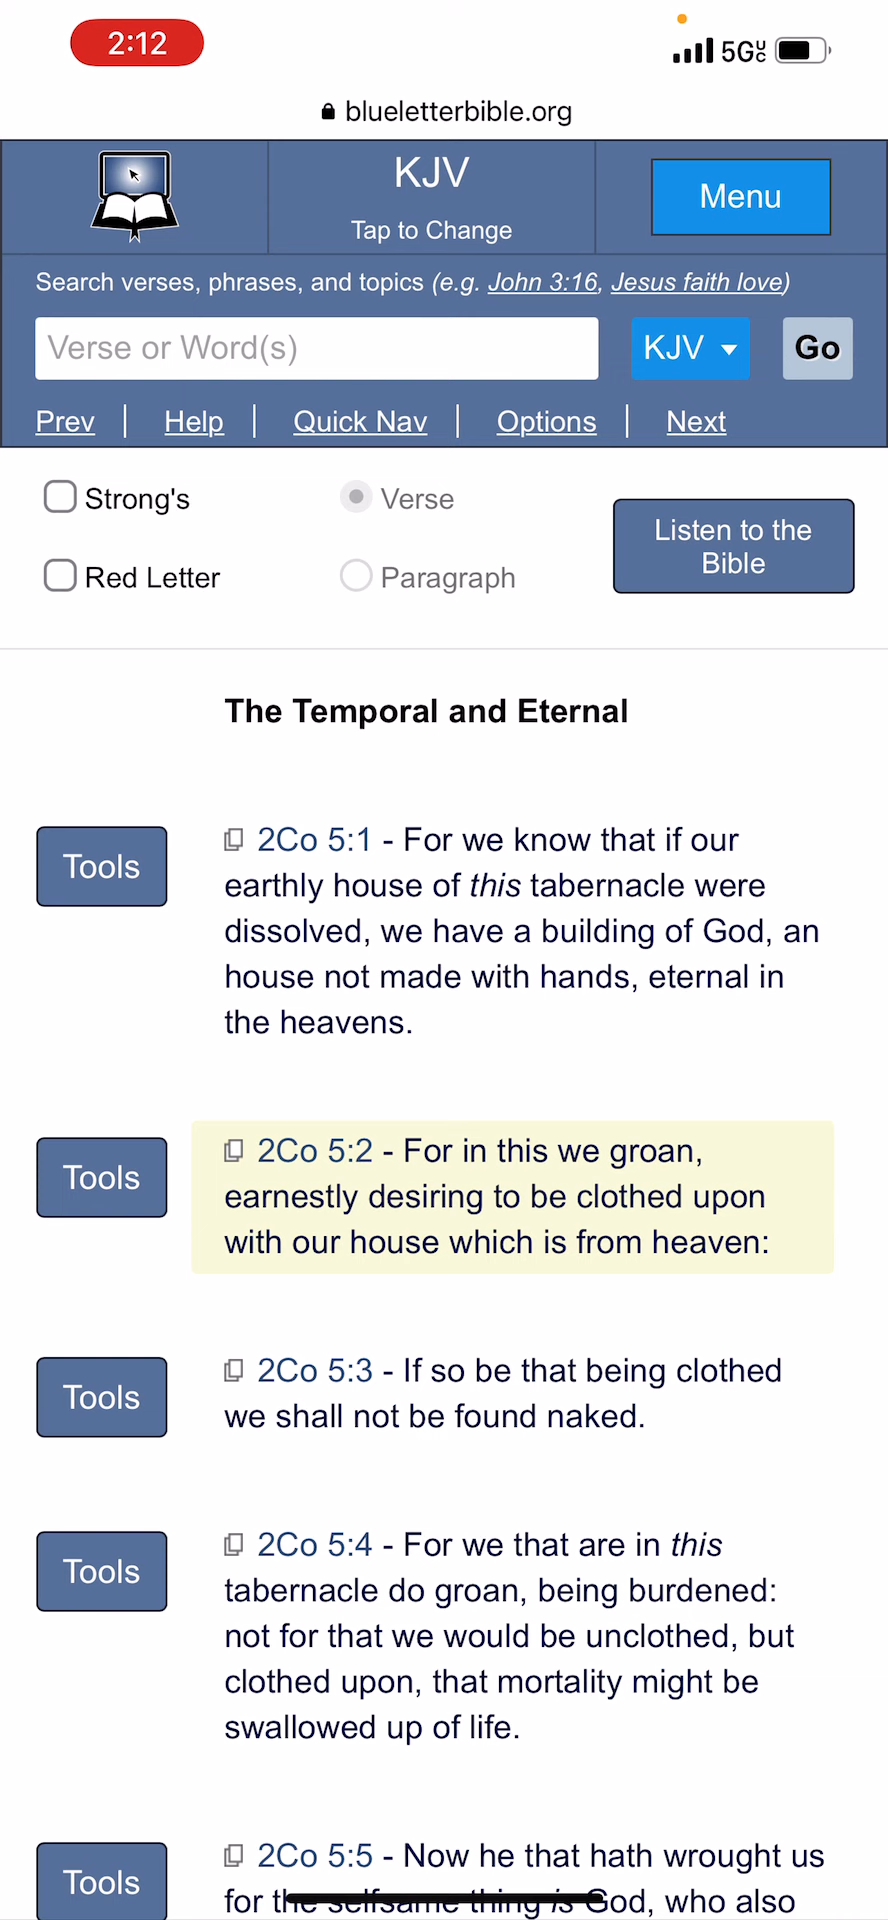 2:12
5G UC
blueletterbible.org
KJV
Tap to Change
Menu
Search verses, phrases, and topics (e.g. John 3:16, Jesus faith love)
Verse or Word(s)
KJV
Go
Prev | Help | Quick Nav | Options | Next
Strong's
Verse
Listen to the
Bible
Red Letter
Paragraph
The Temporal and Eternal
Tools
2Co 5:1 - For we know that if our
earthly house of this tabernacle were
dissolved, we have a building of God, an
house not made with hands, eternal in
the heavens.
Tools
2Co 5:2 - For in this we groan,
earnestly desiring to be clothed upon
with our house which is from heaven:
Tools
2Co 5:3 - If so be that being clothed
we shall not be found naked.
Tools
2Co 5:4 - For we that are in this
tabernacle do groan, being burdened:
not for that we would be unclothed, but
clothed upon, that mortality might be
swallowed up of life.
Tools
2Co 5:5 - Now he that hath wrought us
for the selfsame thing is God, who also